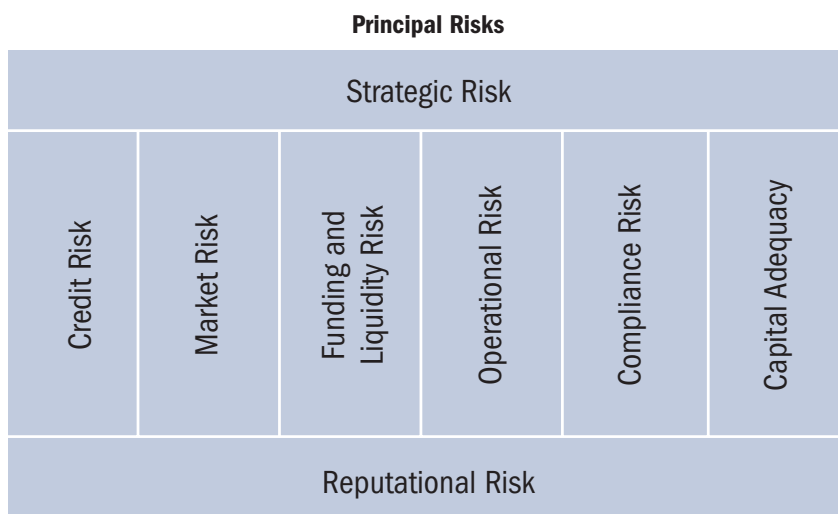 Principal Risks
Strategic Risk
Credit Risk
Market Risk
Funding and
Liquidity Risk
Operational Risk
Compliance Risk
Capital Adequacy
Reputational Risk